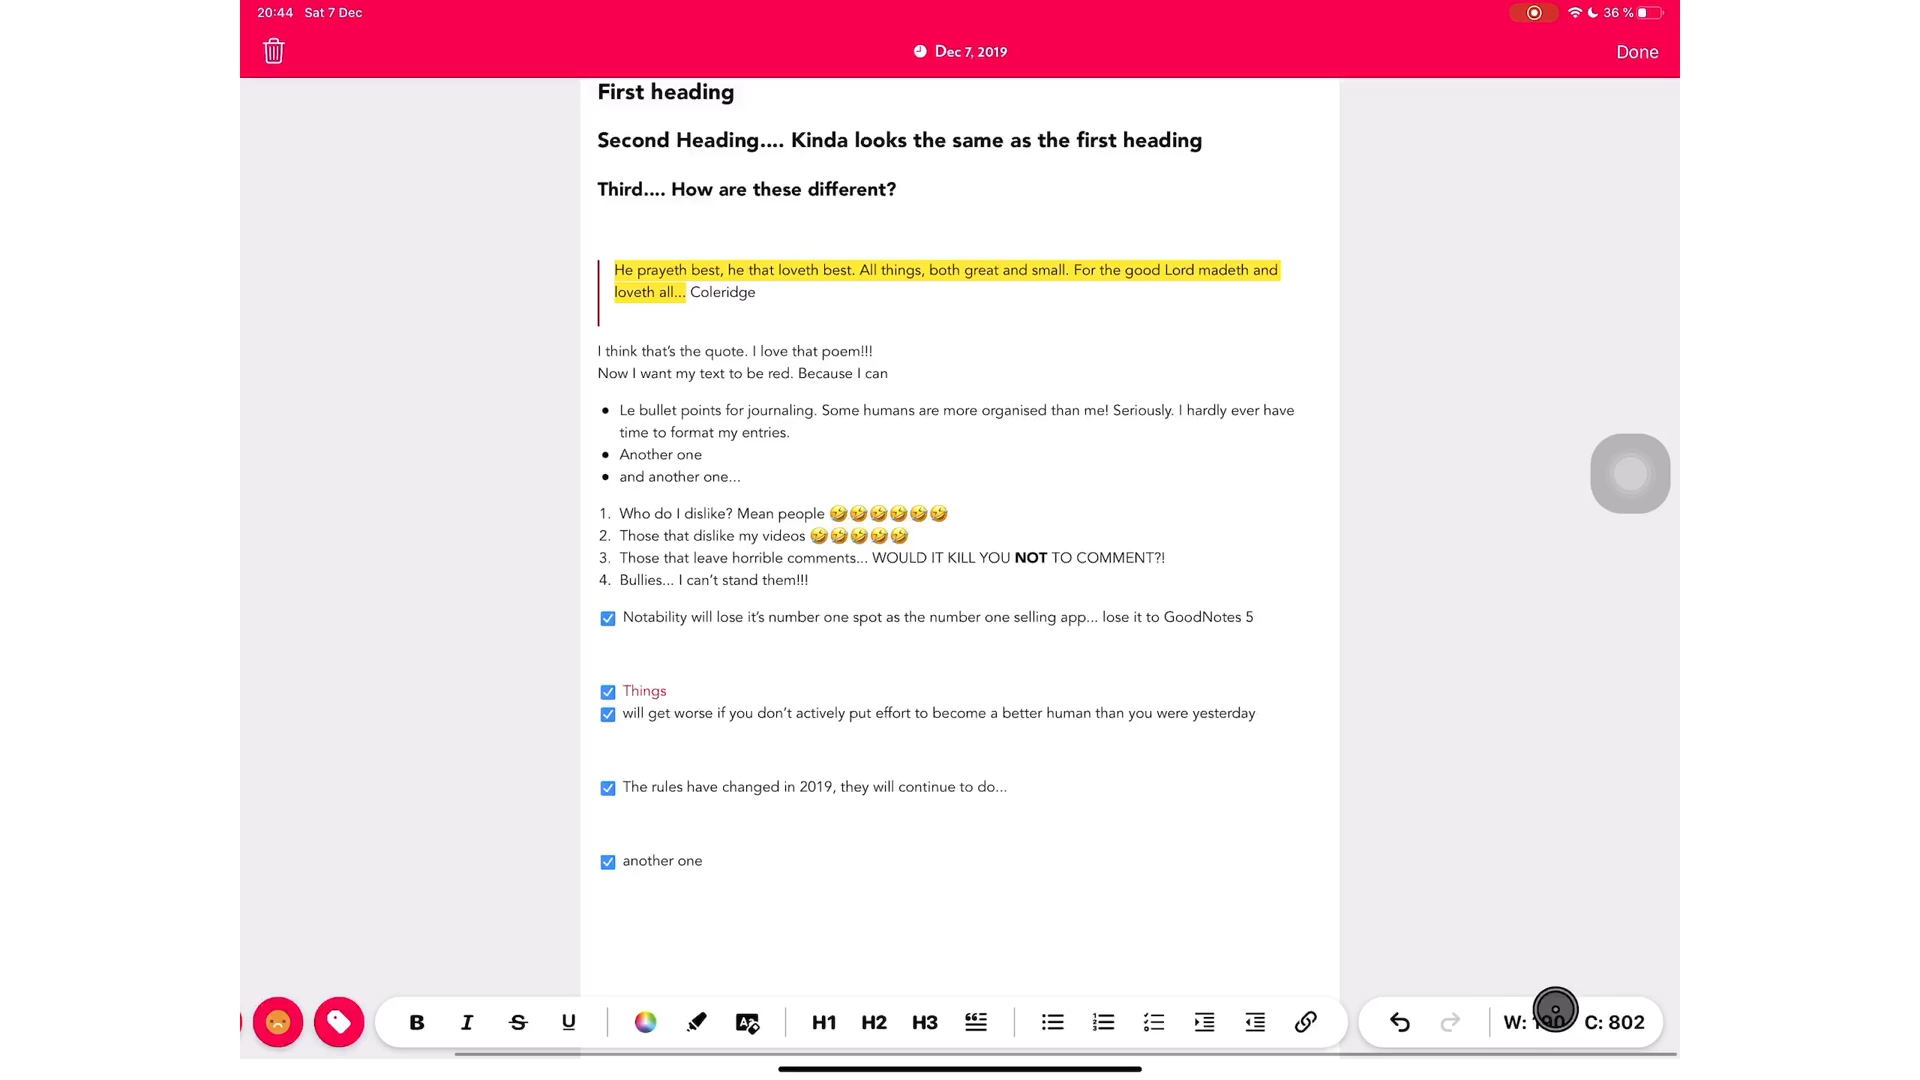 20:44 Sat 7 Dec
36 %
Dec 7, 2019
Done
First heading
Second Heading.... Kinda looks the same as the first heading
Third.... How are these different?
He prayeth best, he that loveth best. All things, both great and small. For the good Lord madeth and
loveth all... Coleridge
I think that's the quote. I love that poem!!!
Now I want my text to be red. Because I can
• Le bullet points for journaling. Some humans are more organised than me! Seriously. I hardly ever have
time to format my entries.
• Another one
• and another one...
1. Who do I dislike? Mean people 🤣🤣🤣🤣🤣🤣
2. Those that dislike my videos 🤣🤣🤣🤣🤣
3. Those that leave horrible comments... WOULD IT KILL YOU NOT TO COMMENT?!
4. Bullies... I can't stand them!!!
Notability will lose it's number one spot as the number one selling app... lose it to GoodNotes 5
Things
will get worse if you don't actively put effort to become a better human than you were yesterday
The rules have changed in 2019, they will continue to do...
another one
B I S U H1 H2 H3 W: C: 802